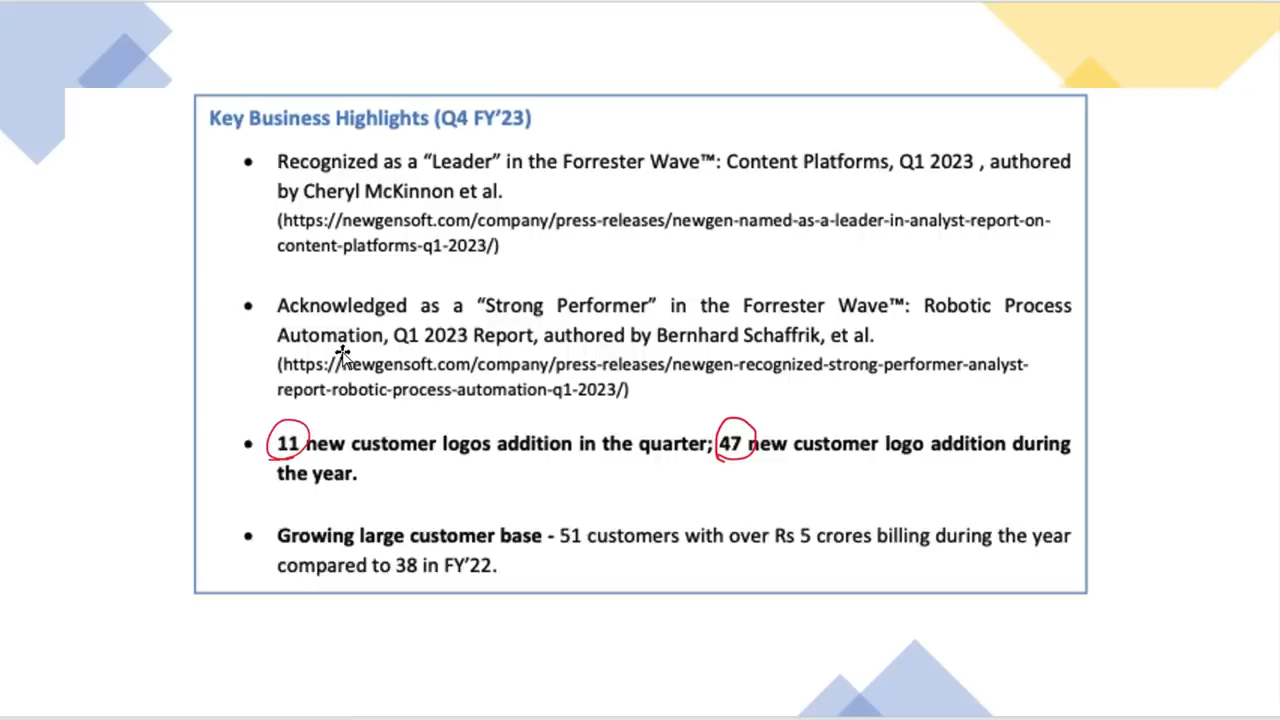 Key Business Highlights (Q4 FY’23)
• Recognized as a “Leader” in the Forrester Wave™: Content Platforms, Q1 2023 , authored
by Cheryl McKinnon et al.
(https://newgensoft.com/company/press-releases/newgen-named-as-a-leader-in-analyst-report-on-
content-platforms-q1-2023/)
• Acknowledged as a “Strong Performer” in the Forrester Wave™: Robotic Process
Automation, Q1 2023 Report, authored by Bernhard Schaffrik, et al.
(https://newgensoft.com/company/press-releases/newgen-recognized-strong-performer-analyst-
report-robotic-process-automation-q1-2023/)
• 11 new customer logos addition in the quarter; 47 new customer logo addition during
the year.
• Growing large customer base - 51 customers with over Rs 5 crores billing during the year
compared to 38 in FY’22.